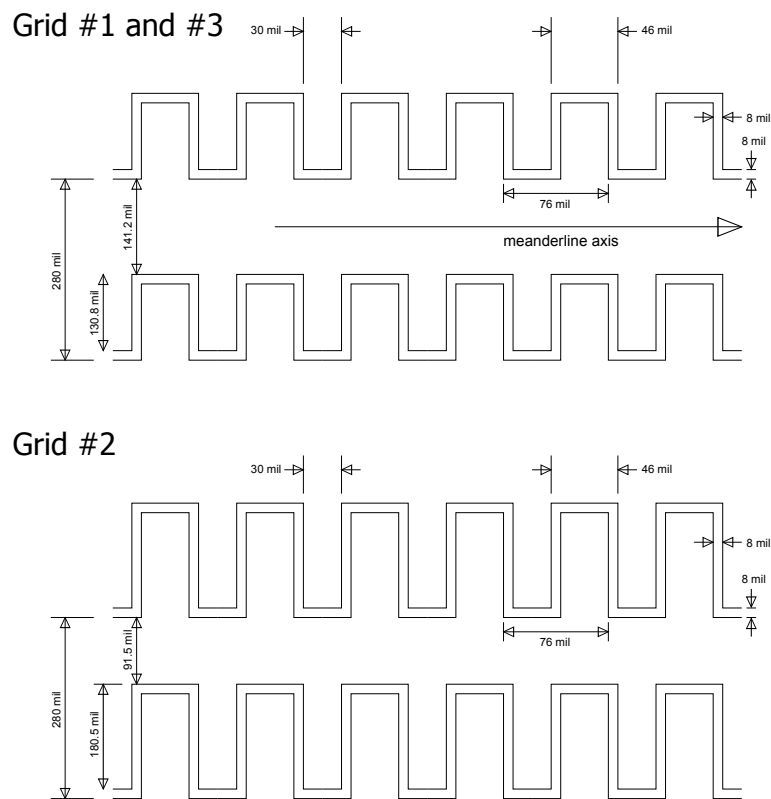 Grid #1 and #3
30 mil
46 mil
8 mil
8 mil
76 mil
141.2 mil
280 mil
meanderline axis
130.8 mil
Grid #2
30 mil
46 mil
8 mil
8 mil
76 mil
91.5 mil
280 mil
180.5 mil